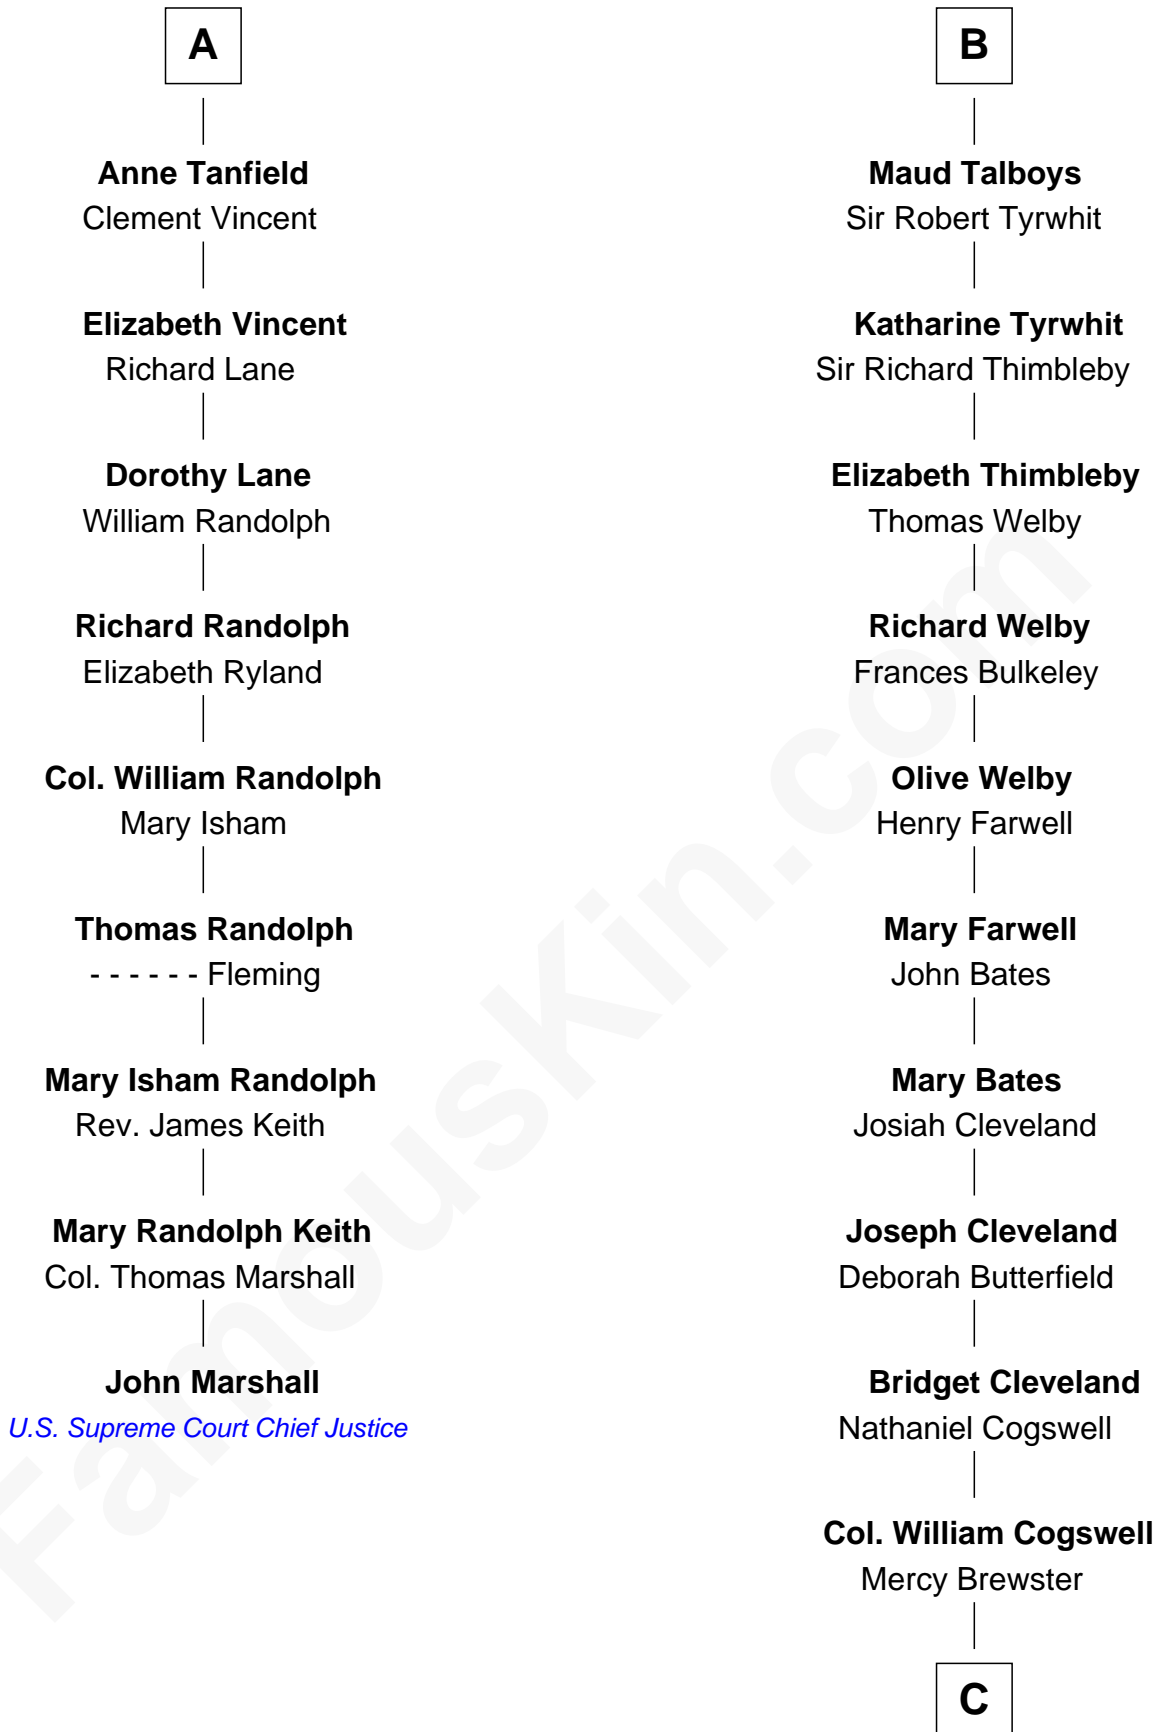 A
Anne Tanfield
Clement Vincent
Elizabeth Vincent
Richard Lane
Dorothy Lane
William Randolph
Richard Randolph
Elizabeth Ryland
Col. William Randolph
Mary Isham
Thomas Randolph
- - - - - - Fleming
Mary Isham Randolph
Rev. James Keith
Mary Randolph Keith
Col. Thomas Marshall
John Marshall
U.S. Supreme Court Chief Justice
B
Maud Talboys
Sir Robert Tyrwhit
Katharine Tyrwhit
Sir Richard Thimbleby
Elizabeth Thimbleby
Thomas Welby
Richard Welby
Frances Bulkeley
Olive Welby
Henry Farwell
Mary Farwell
John Bates
Mary Bates
Josiah Cleveland
Joseph Cleveland
Deborah Butterfield
Bridget Cleveland
Nathaniel Cogswell
Col. William Cogswell
Mercy Brewster
C
FamousKin.com